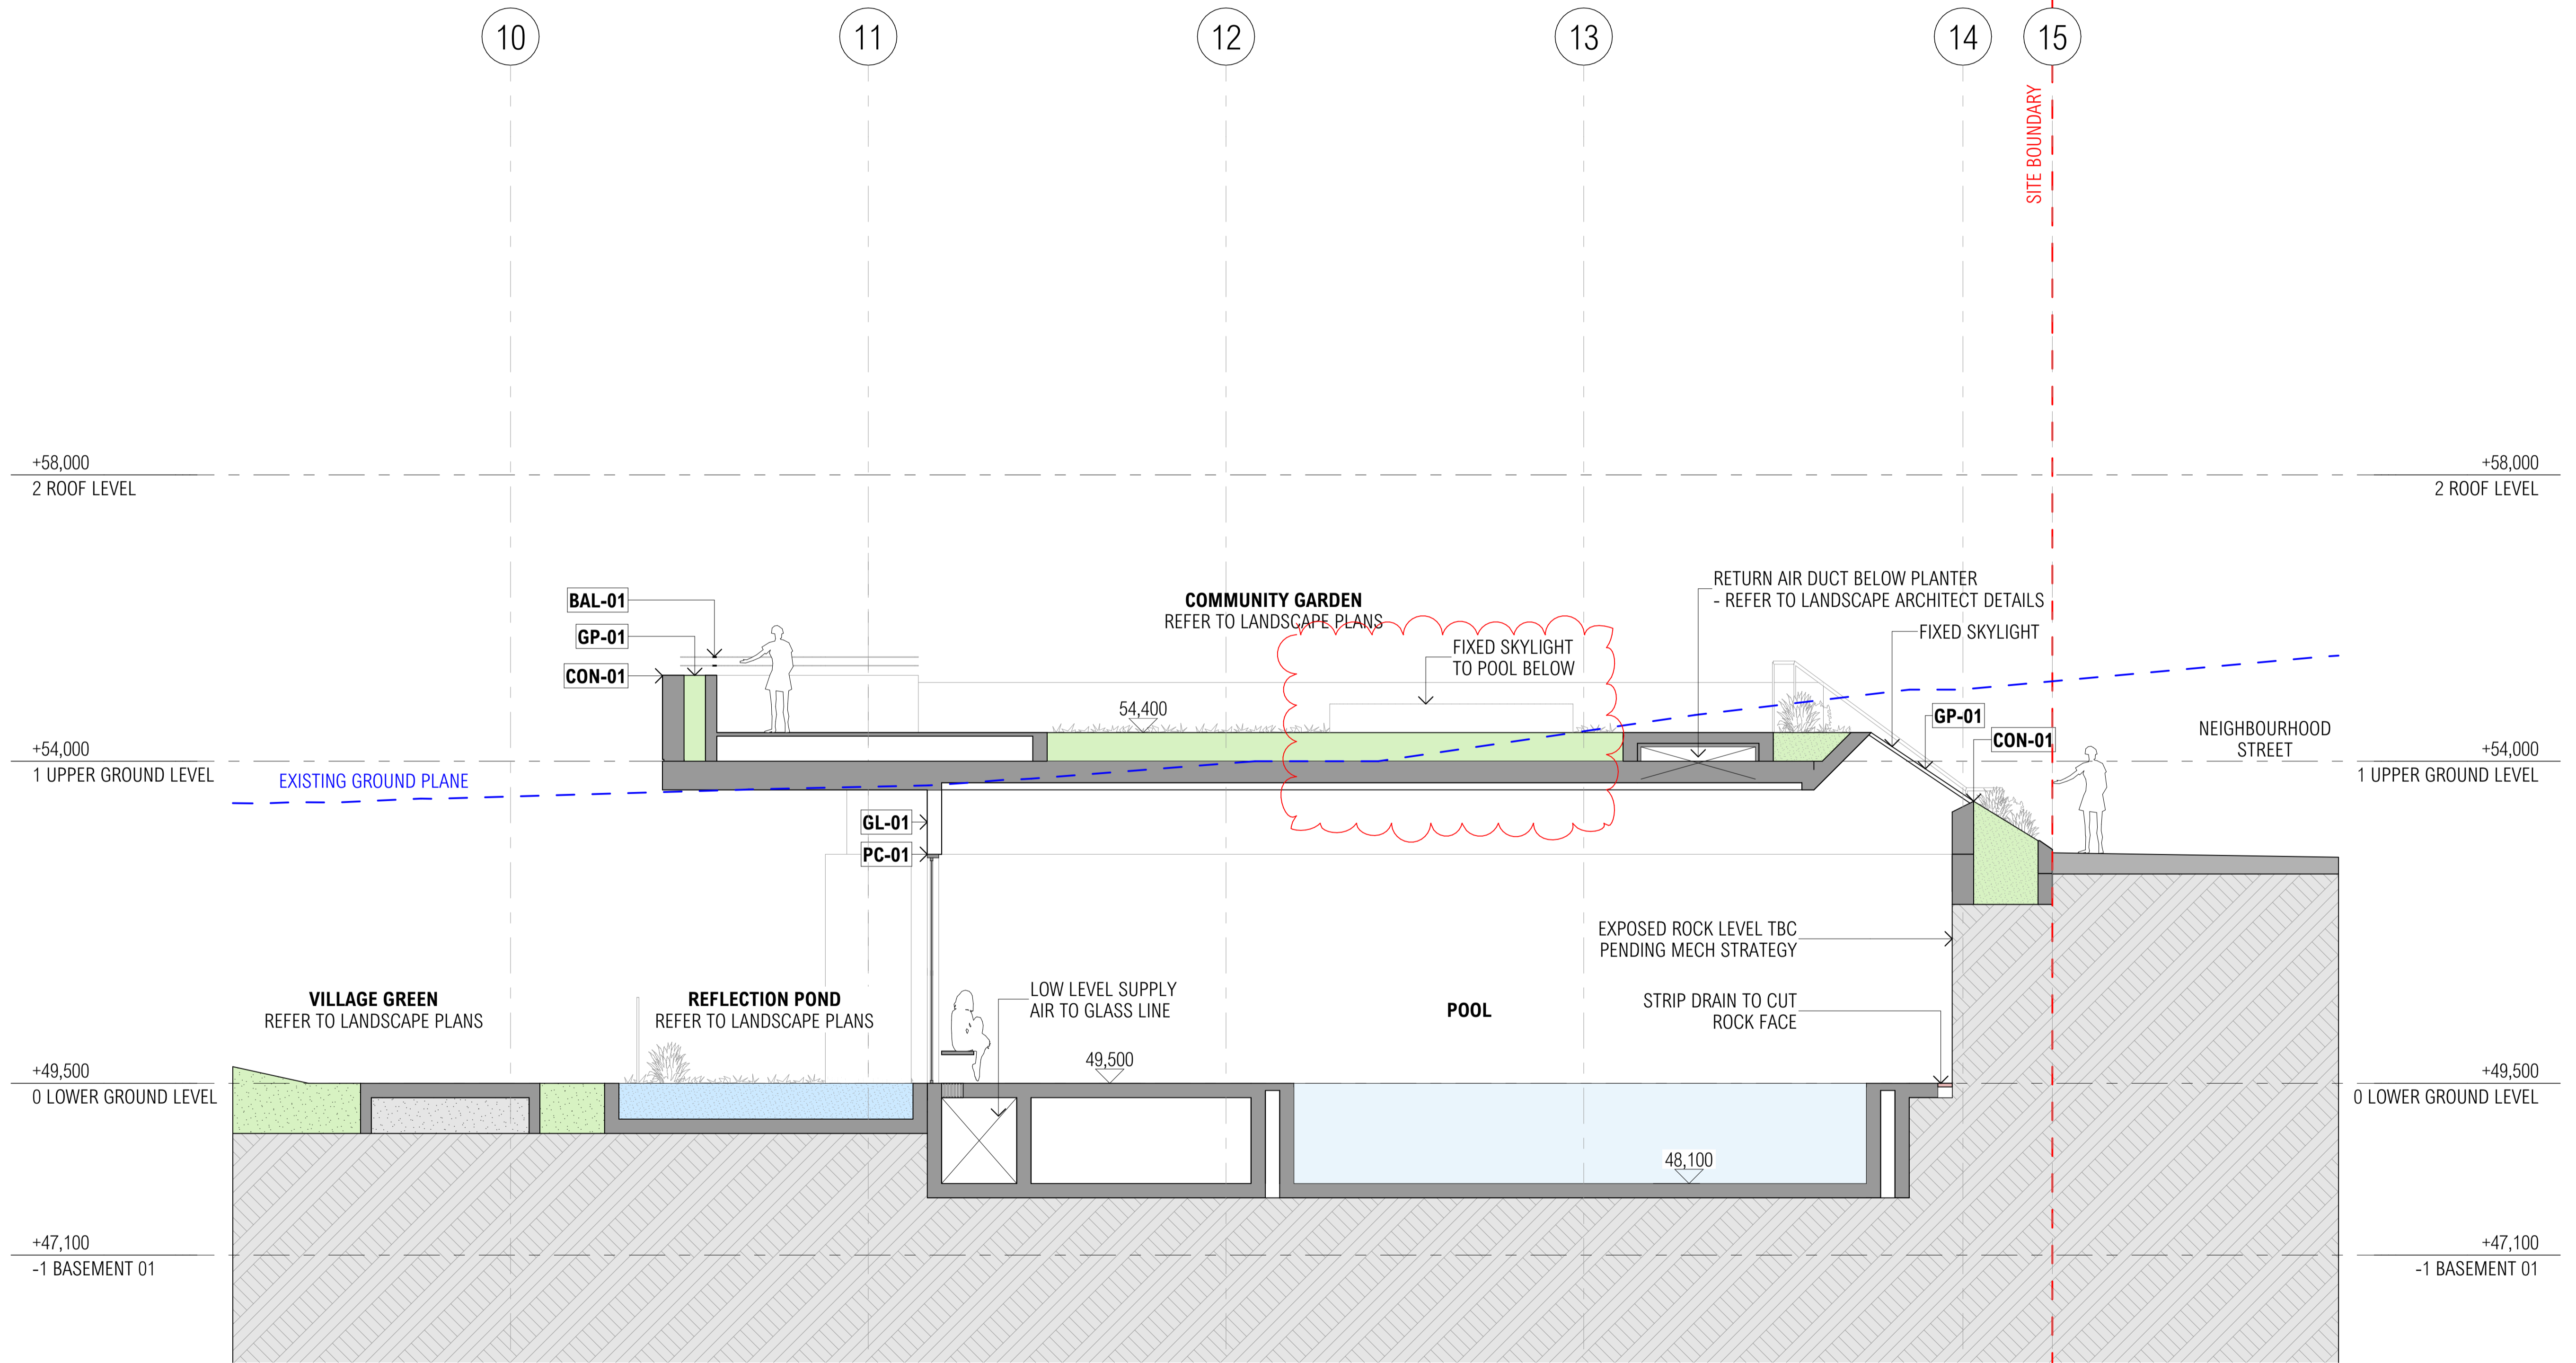 10
11
12
13
14
15
SITE BOUNDARY
+58,000
2 ROOF LEVEL
+58,000
2 ROOF LEVEL
BAL-01
GP-01
CON-01
COMMUNITY GARDEN
REFER TO LANDSCAPE PLANS
FIXED SKYLIGHT
TO POOL BELOW
RETURN AIR DUCT BELOW PLANTER
- REFER TO LANDSCAPE ARCHITECT DETAILS
FIXED SKYLIGHT
54,400
GP-01
CON-01
NEIGHBOURHOOD
STREET
+54,000
1 UPPER GROUND LEVEL
+54,000
1 UPPER GROUND LEVEL
EXISTING GROUND PLANE
GL-01
PC-01
EXPOSED ROCK LEVEL TBC
PENDING MECH STRATEGY
VILLAGE GREEN
REFER TO LANDSCAPE PLANS
REFLECTION POND
REFER TO LANDSCAPE PLANS
LOW LEVEL SUPPLY
AIR TO GLASS LINE
POOL
STRIP DRAIN TO CUT
ROCK FACE
49,500
+49,500
0 LOWER GROUND LEVEL
+49,500
0 LOWER GROUND LEVEL
48,100
+47,100
-1 BASEMENT 01
+47,100
-1 BASEMENT 01